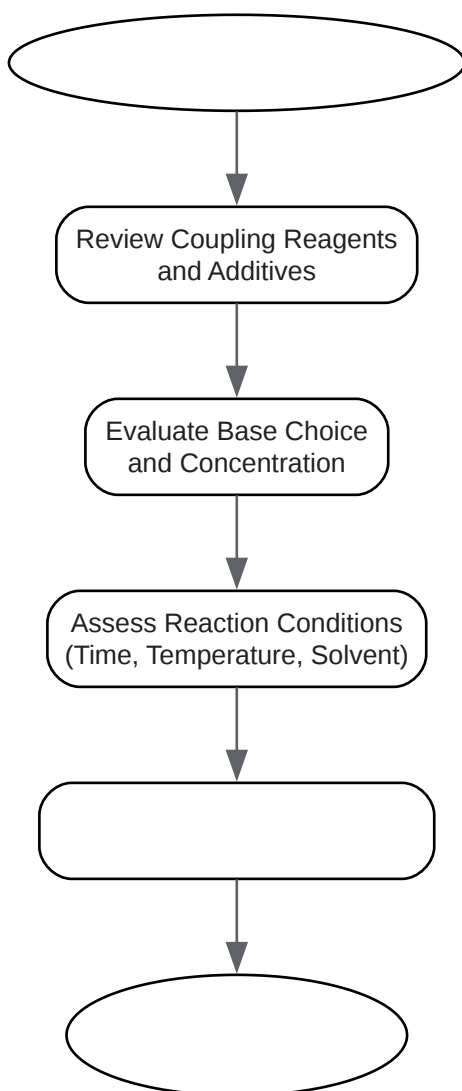 Review Coupling Reagents
and Additives
Evaluate Base Choice
and Concentration
Assess Reaction Conditions
(Time, Temperature, Solvent)